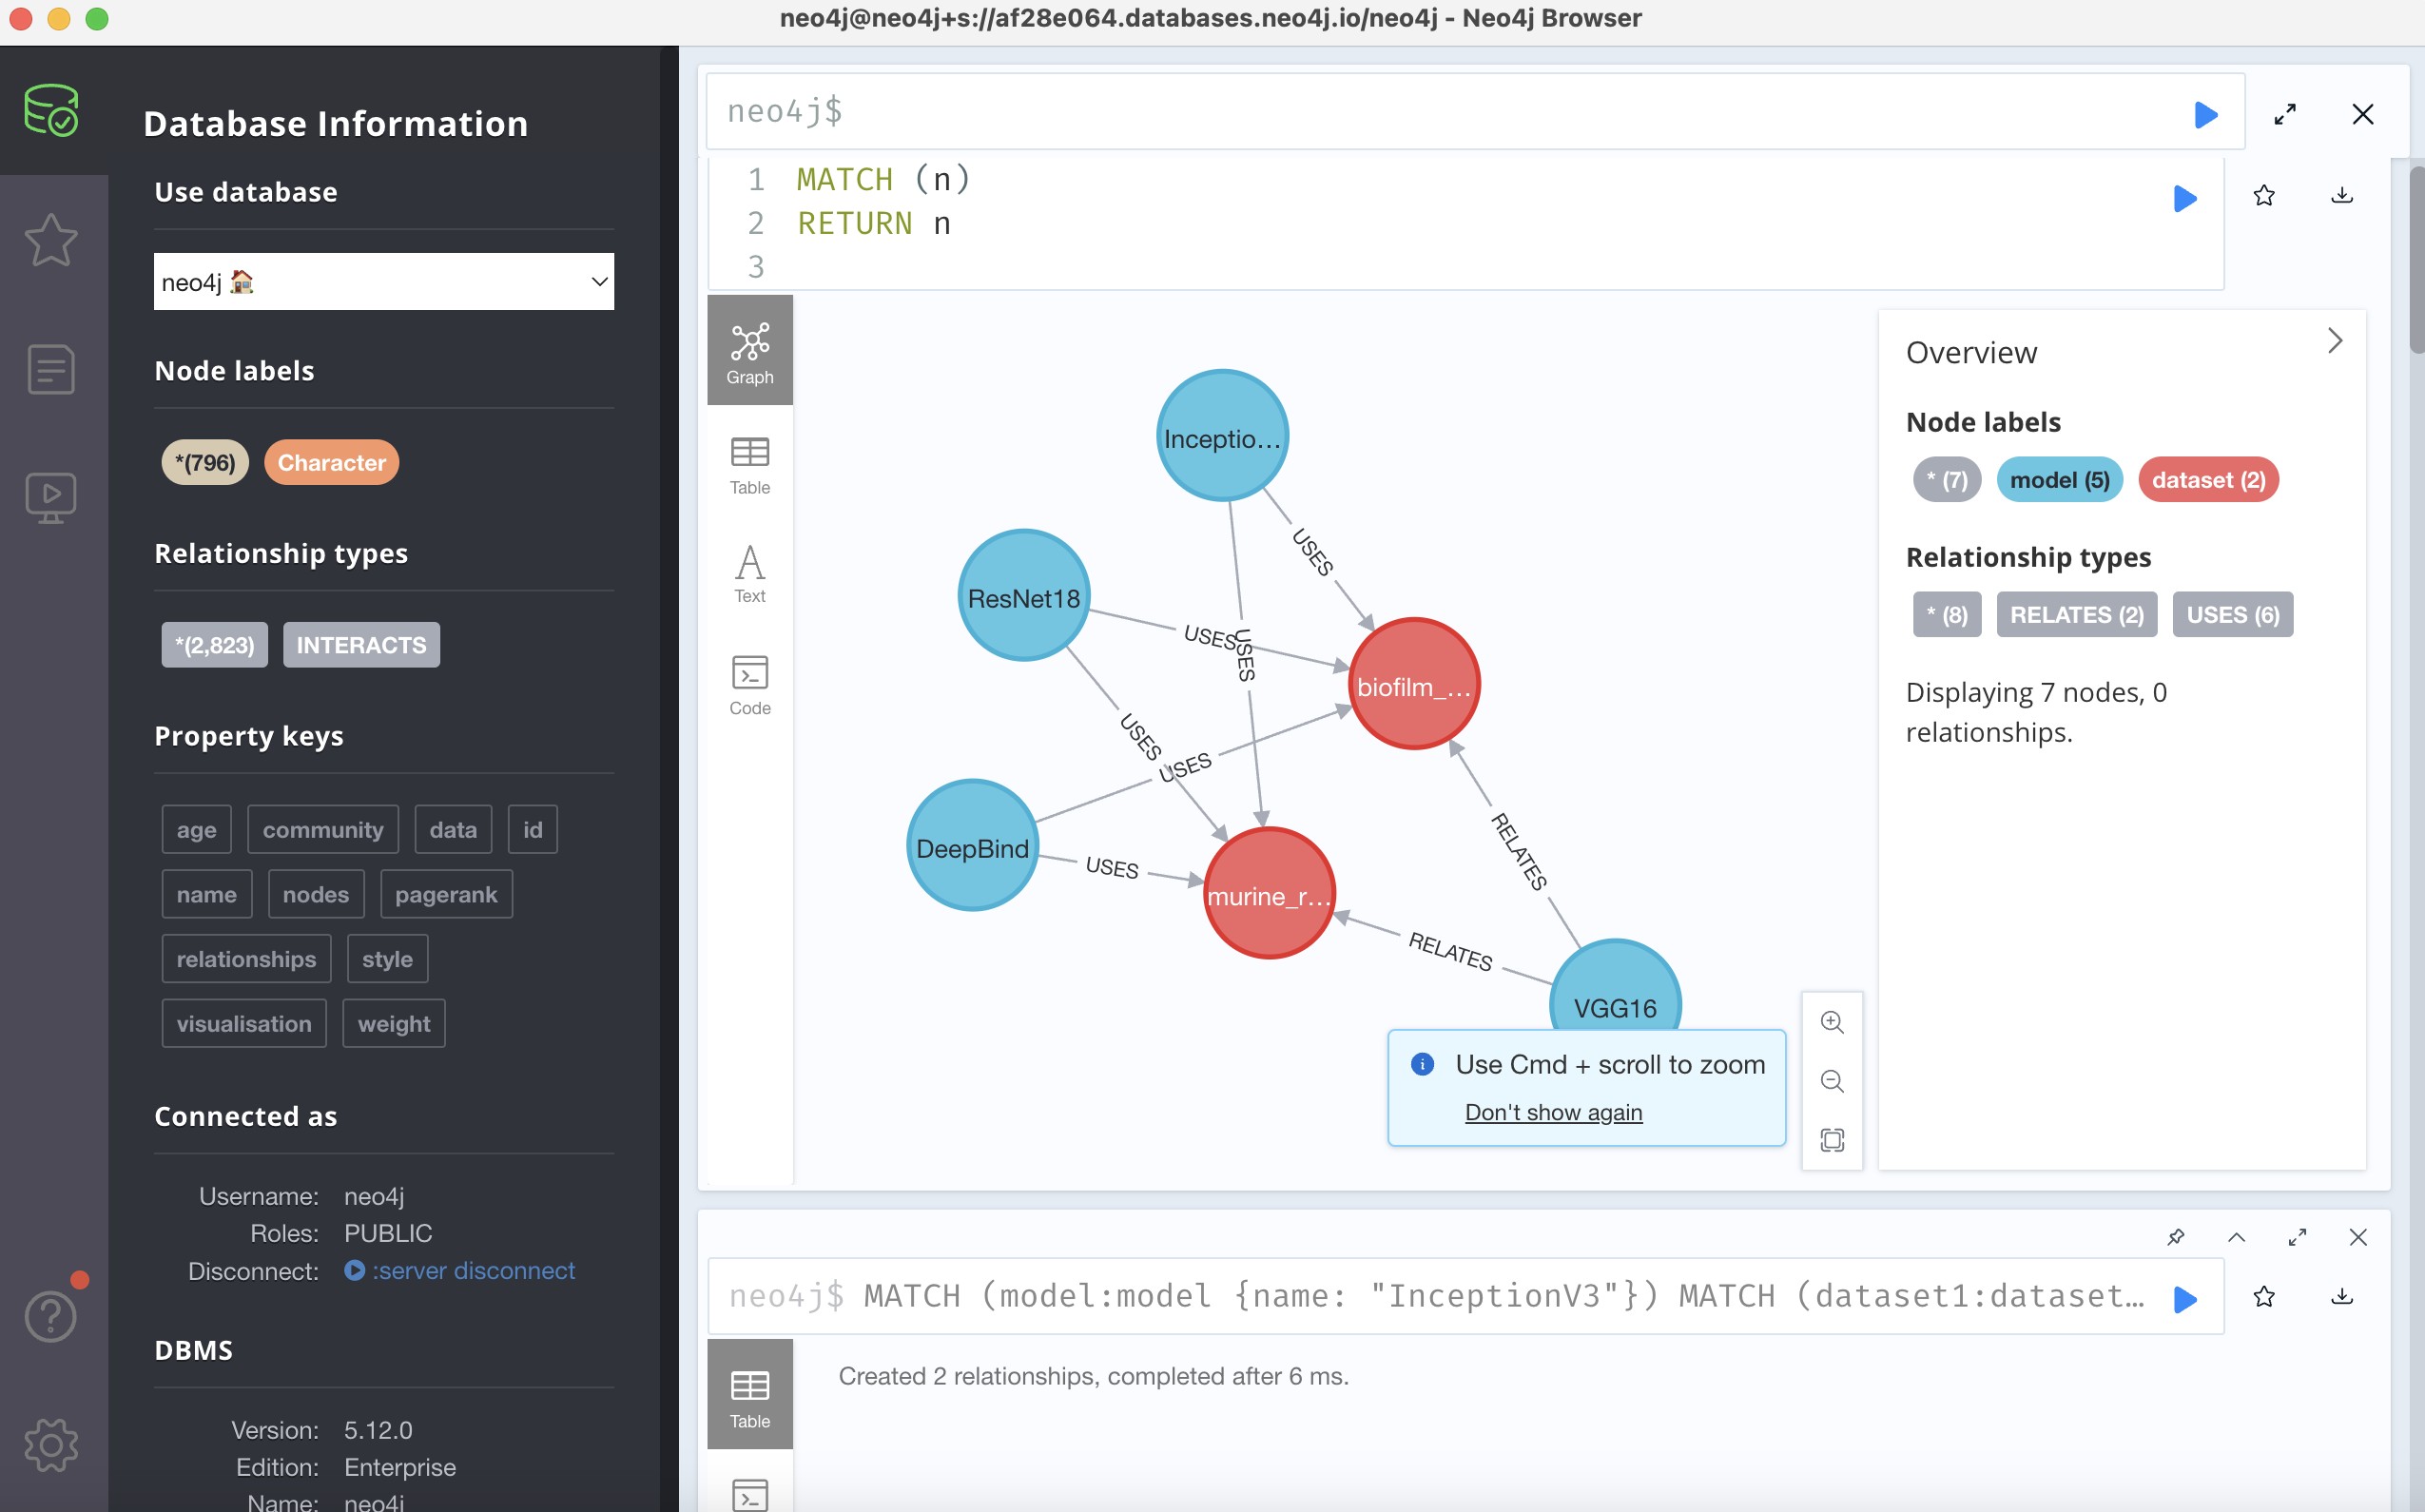 neo4j@neo4j+s://af28e064.databases.neo4j.io/neo4j - Neo4j Browser
Database Information
Use database
neo4j
Node labels
*(796) Character
Relationship types
*(2,823) INTERACTS
Property keys
age community data id
name nodes pagerank
relationships style
visualisation weight
Connected as
Username: neo4j
Roles: PUBLIC
Disconnect: :server disconnect
DBMS
Version: 5.12.0
Edition: Enterprise
Name: neo4j
neo4j$
1 MATCH (n)
2 RETURN n
3
Graph
Table
Text
Code
Inceptio...
ResNet18
DeepBind
biofilm_...
murine_r...
VGG16
USES
USES
USES
USES
USES
USES
RELATES
RELATES
Use Cmd + scroll to zoom
Don't show again
Overview
Node labels
* (7) model (5) dataset (2)
Relationship types
* (8) RELATES (2) USES (6)
Displaying 7 nodes, 0
relationships.
neo4j$ MATCH (model:model {name: "InceptionV3"}) MATCH (dataset1:dataset...
Table
Created 2 relationships, completed after 6 ms.